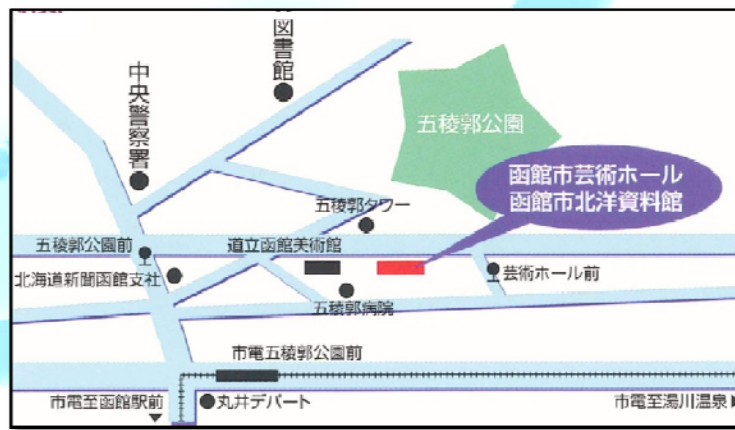 図書館
中央警察署
五稜郭公園
函館市芸術ホール
函館市北洋資料館
五稜郭タワー
五稜郭公園前
道立函館美術館
北海道新聞函館支社
芸術ホール前
五稜郭病院
市電五稜郭公園前
市電至函館駅前
丸井デパート
市電至湯川温泉